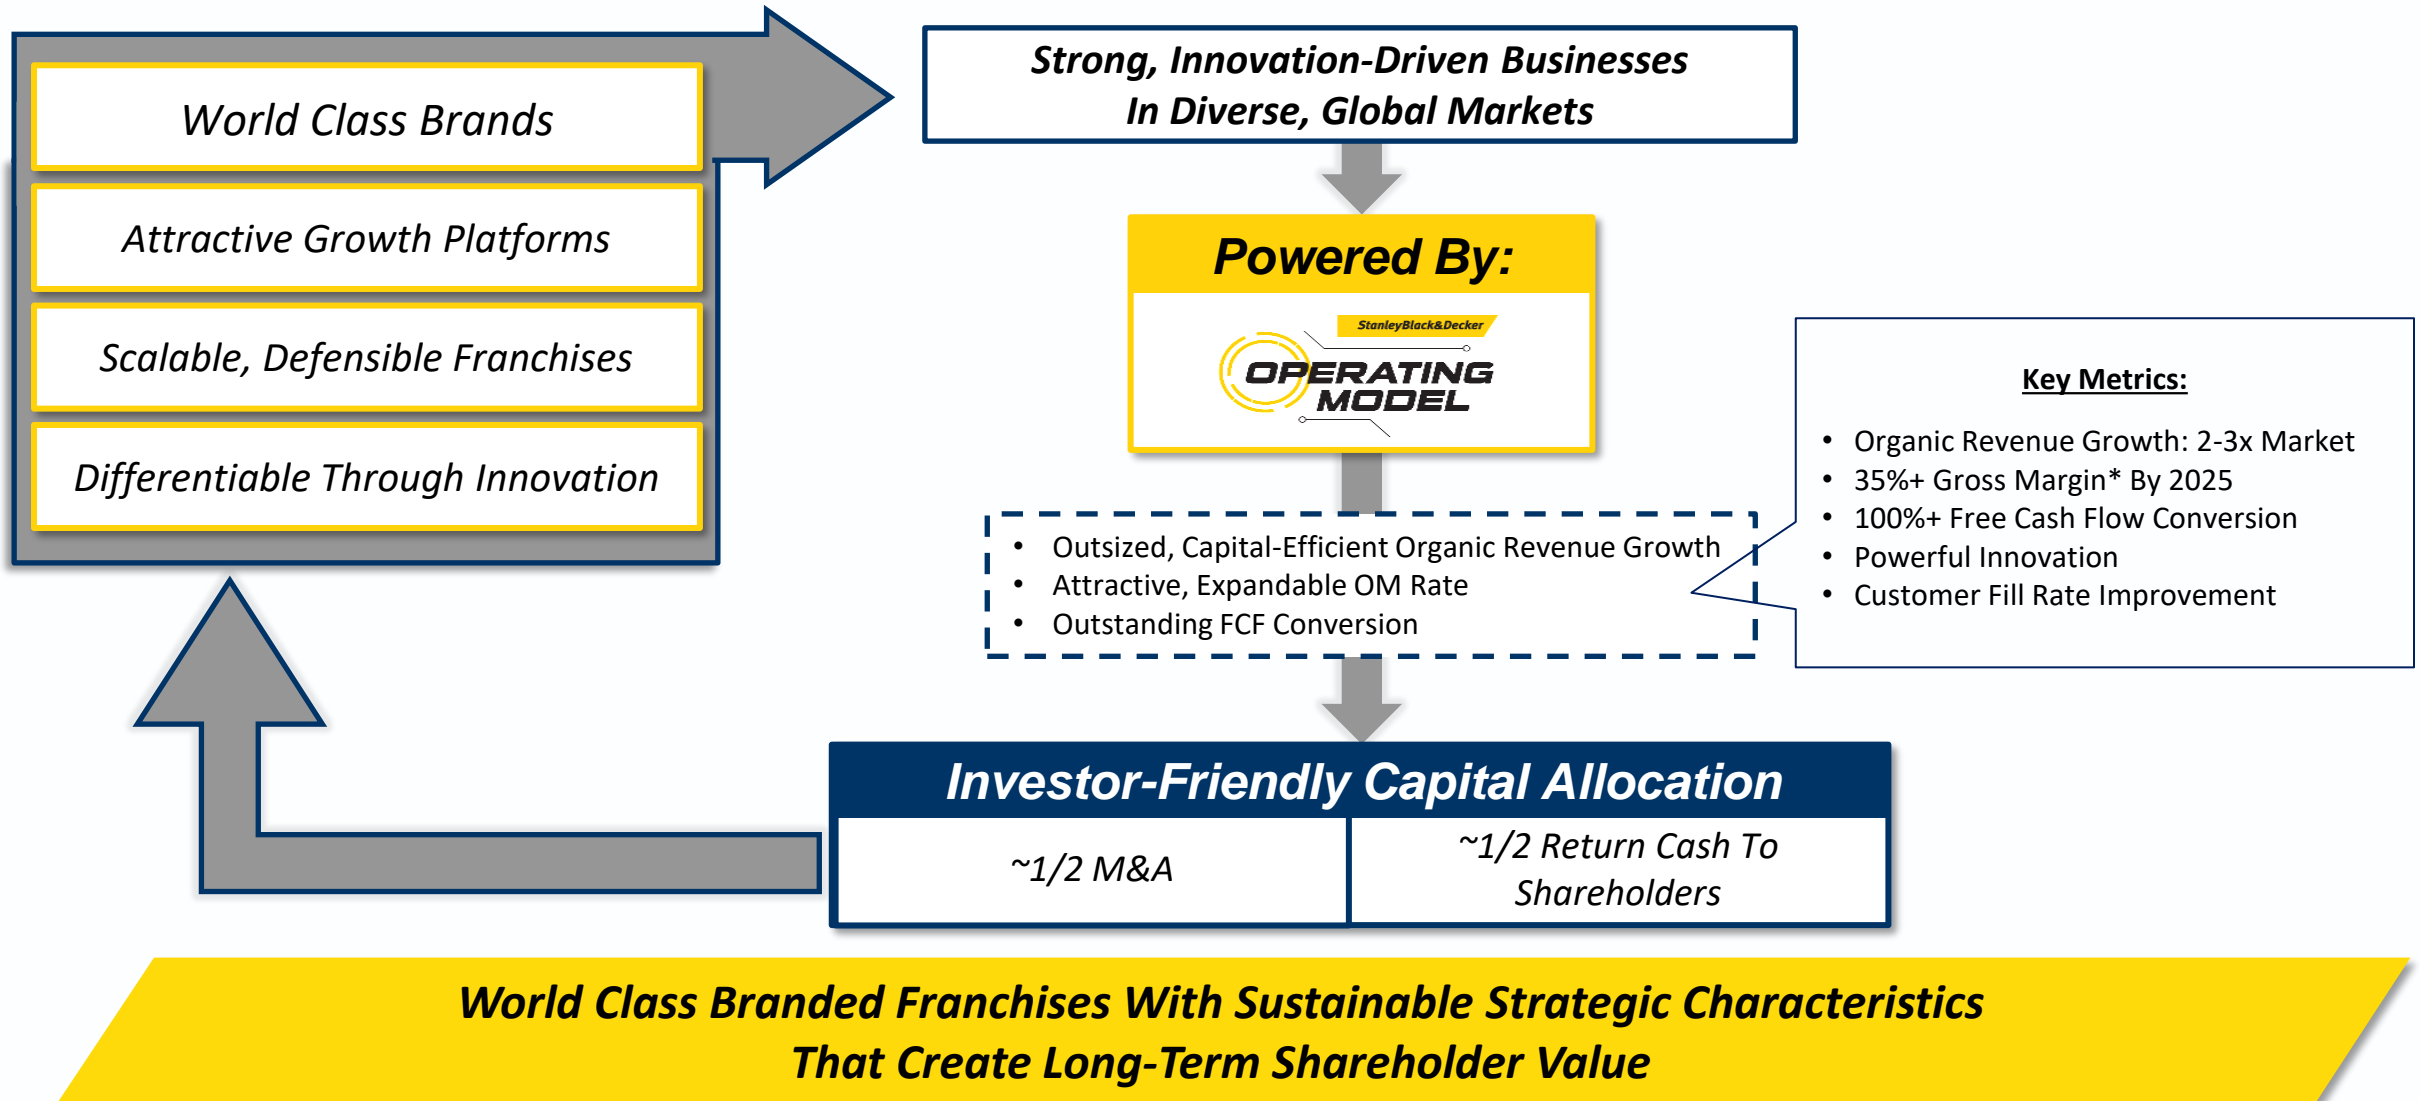 World Class Brands
Attractive Growth Platforms
Scalable, Defensible Franchises
Differentiable Through Innovation
Strong, Innovation-Driven Businesses
In Diverse, Global Markets
Powered By:
StanleyBlack&Decker
OPERATING
MODEL
• Outsized, Capital-Efficient Organic Revenue Growth
• Attractive, Expandable OM Rate
• Outstanding FCF Conversion
Key Metrics:
• Organic Revenue Growth: 2-3x Market
• 35%+ Gross Margin* By 2025
• 100%+ Free Cash Flow Conversion
• Powerful Innovation
• Customer Fill Rate Improvement
Investor-Friendly Capital Allocation
~1/2 M&A
~1/2 Return Cash To
Shareholders
World Class Branded Franchises With Sustainable Strategic Characteristics
That Create Long-Term Shareholder Value